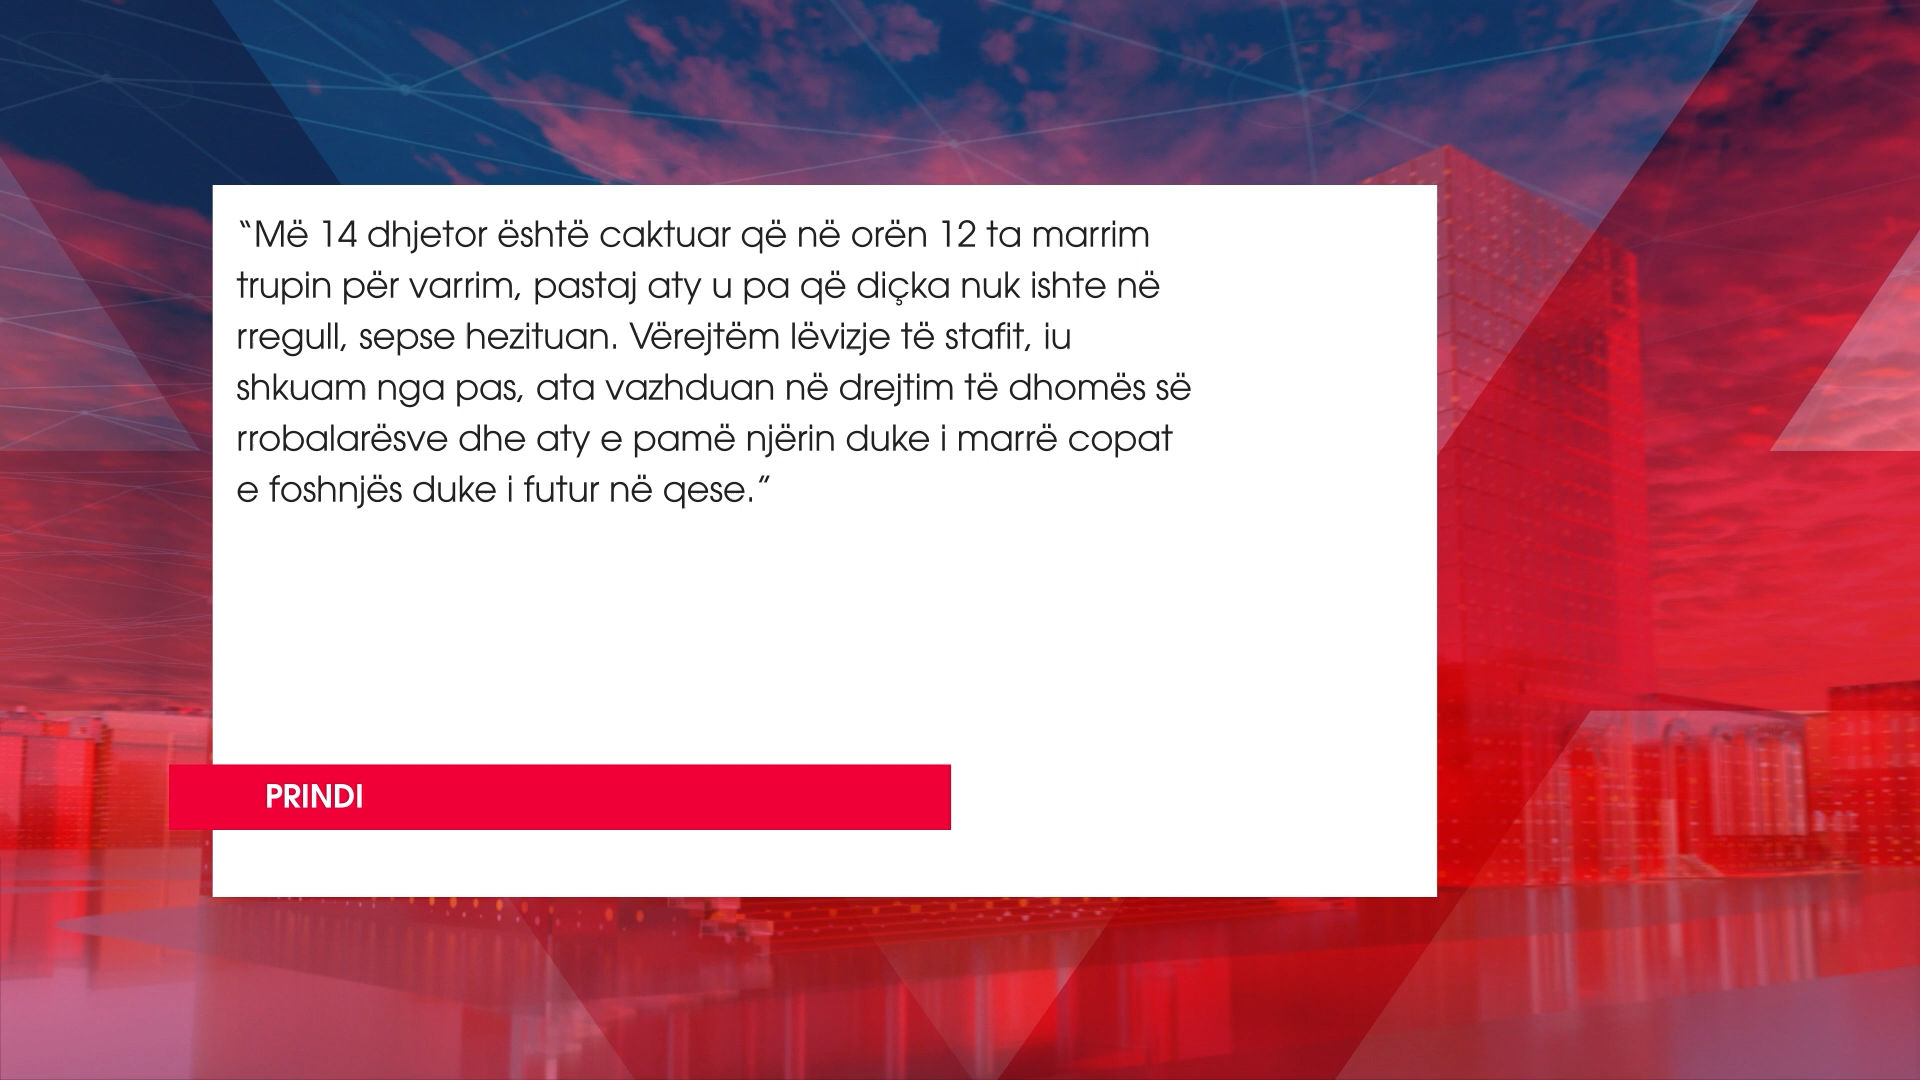 “Më 14 dhjetor është caktuar që në orën 12 ta marrim
trupin për varrim, pastaj aty u pa që diçka nuk ishte në
rregull, sepse hezituan. Vërejtëm lëvizje të stafit, iu
shkuam nga pas, ata vazhduan në drejtim të dhomës së
rrobalarësve dhe aty e pamë njërin duke i marrë copat
e foshnjës duke i futur në qese.”
PRINDI